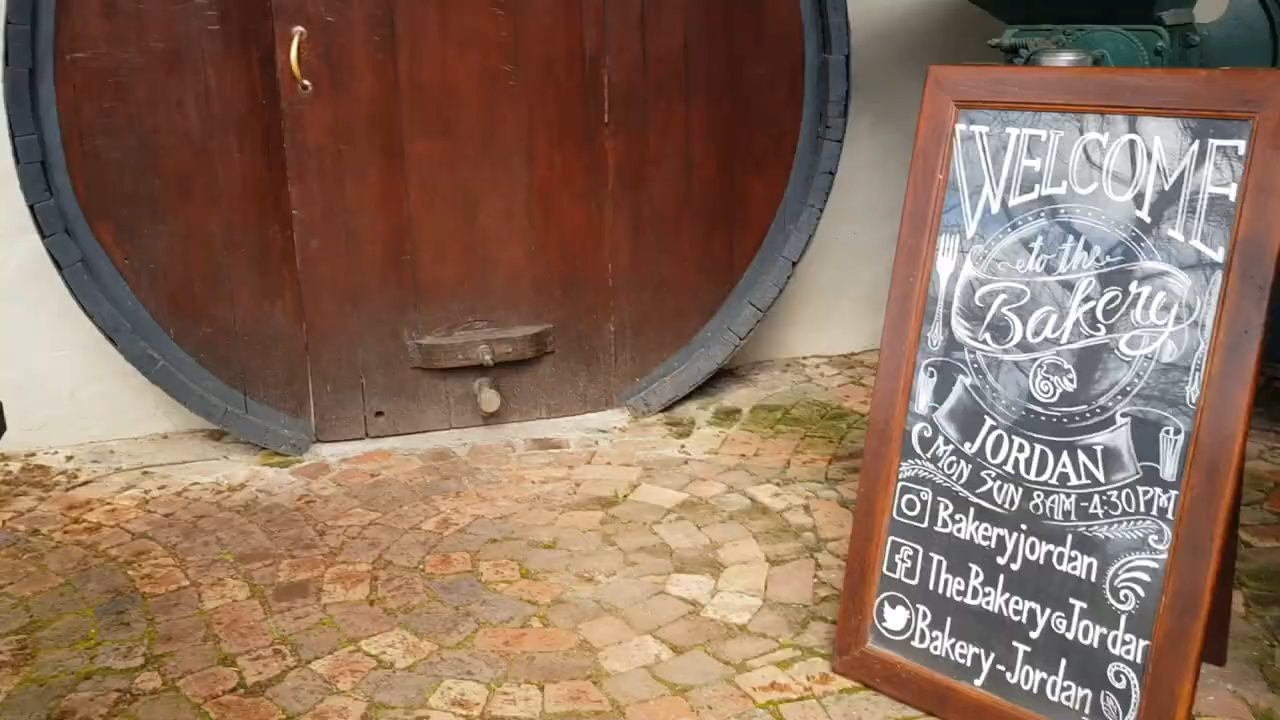 WELCOME
to the
Bakery
JORDAN
MON SUN 8AM-4:30PM
Bakeryjordan
TheBakery@Jordan
Bakery-Jordan